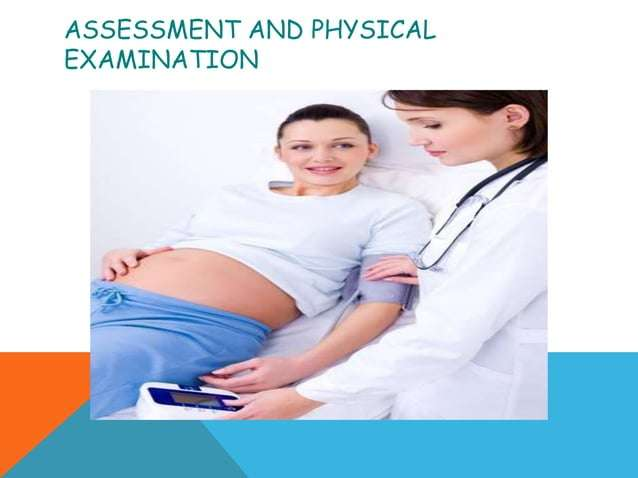 ASSESSMENT AND PHYSICAL
EXAMINATION